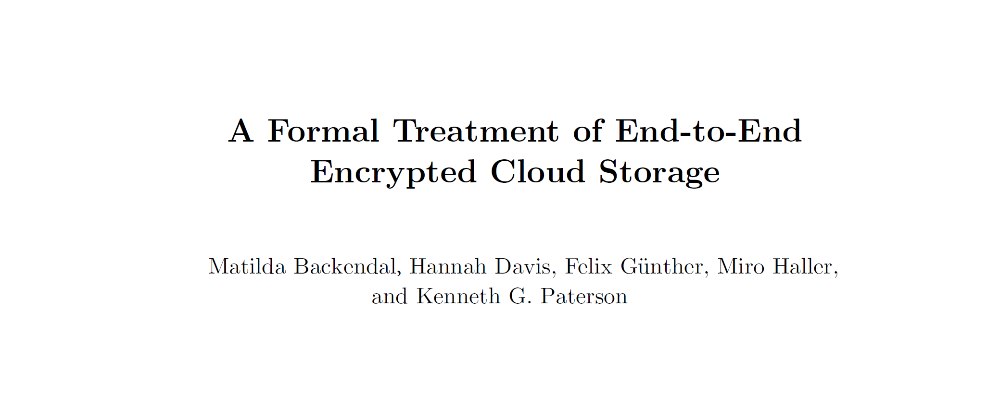 A Formal Treatment of End-to-End
Encrypted Cloud Storage
Matilda Backendal, Hannah Davis, Felix Günther, Miro Haller,
and Kenneth G. Paterson